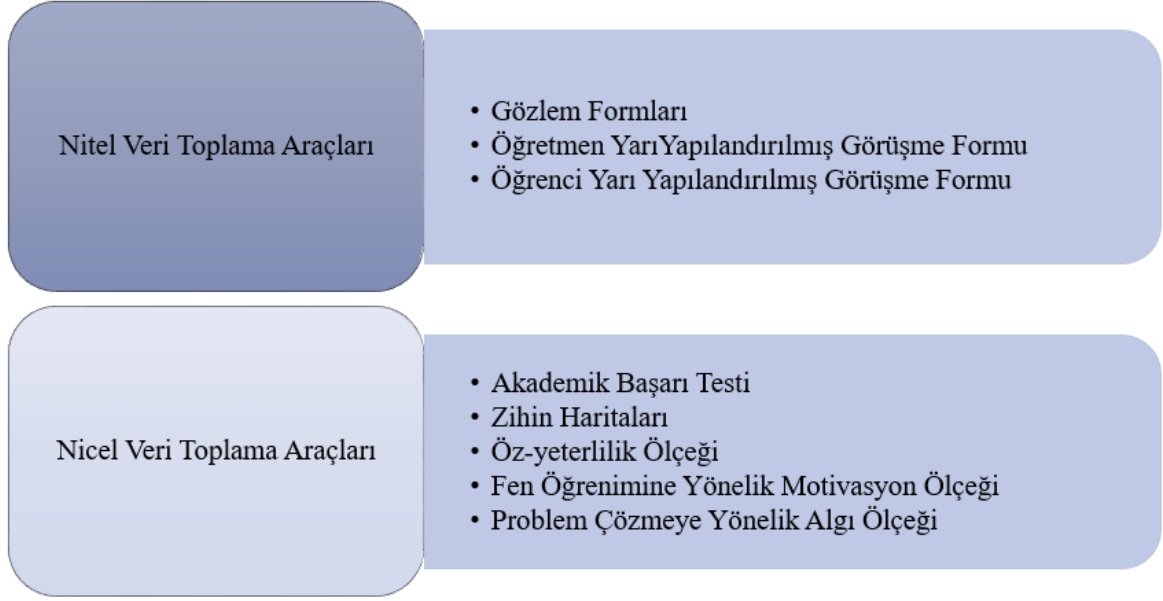 Nitel Veri Toplama Araçları
• Gözlem Formları
• Öğretmen YarıYapılandırılmış Görüşme Formu
• Öğrenci Yarı Yapılandırılmış Görüşme Formu
Nicel Veri Toplama Araçları
• Akademik Başarı Testi
• Zihin Haritaları
• Öz-yeterlilik Ölçeği
• Fen Öğrenimine Yönelik Motivasyon Ölçeği
• Problem Çözmeye Yönelik Algı Ölçeği